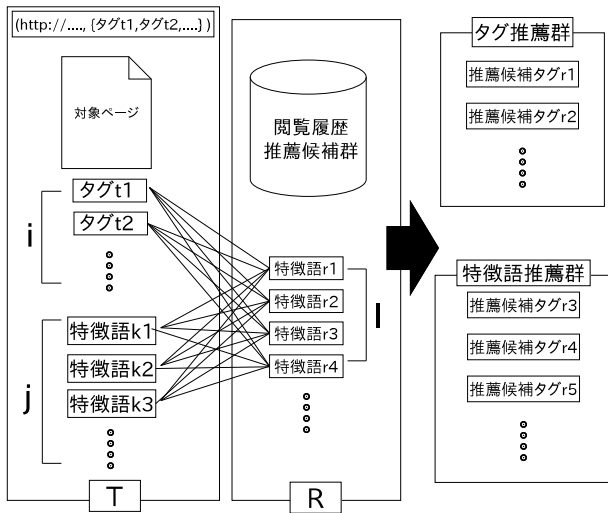 (http://...., {タグt1,タグt2,....} )
対象ページ
タグt1
タグt2
i
特徴語k1
特徴語k2
特徴語k3
j
T
閲覧履歴
推薦候補群
特徴語r1
特徴語r2
特徴語r3
特徴語r4
l
R
タグ推薦群
推薦候補タグr1
推薦候補タグr2
特徴語推薦群
推薦候補タグr3
推薦候補タグr4
推薦候補タグr5